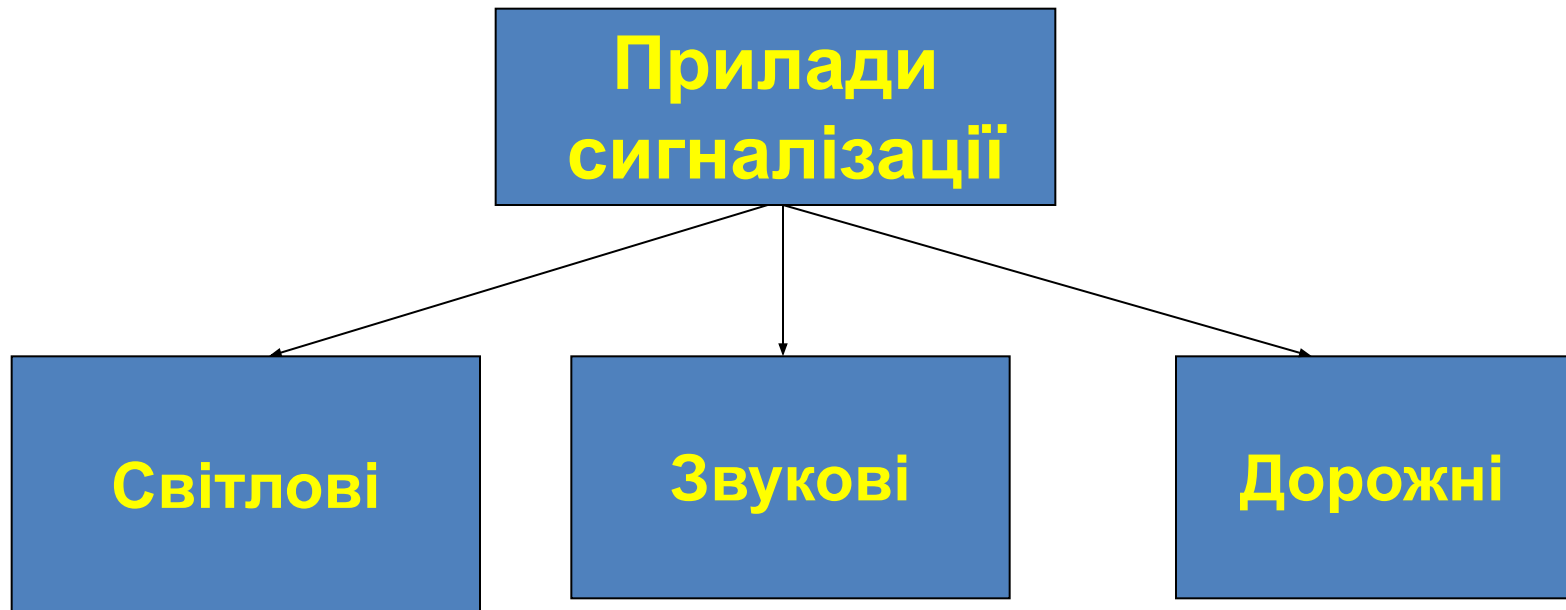 Прилади
сигналізації
Світлові
Звукові
Дорожні